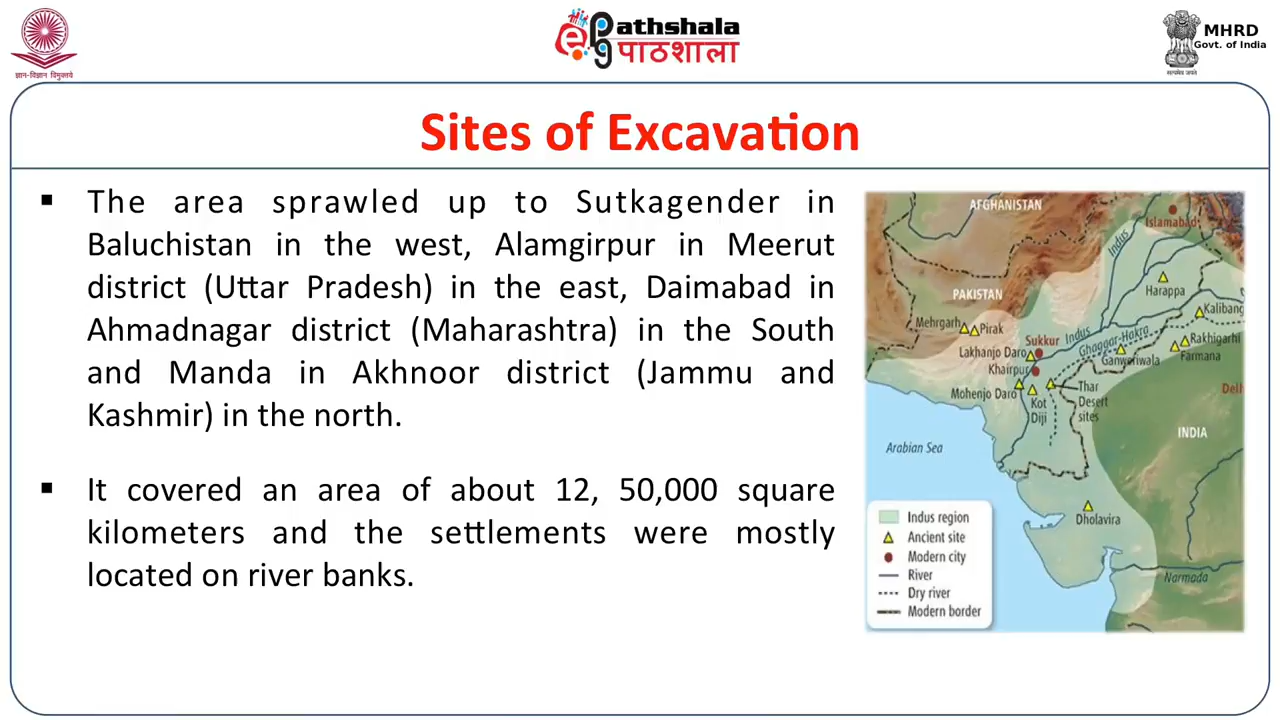 ज्ञान-विज्ञान विमुक्तये
ePathshala
पाठशाला
MHRD
Govt. of India
सत्यमेव जयते
Sites of Excavation
▪ The area sprawled up to Sutkagender in
Baluchistan in the west, Alamgirpur in Meerut
district (Uttar Pradesh) in the east, Daimabad in
Ahmadnagar district (Maharashtra) in the South
and Manda in Akhnoor district (Jammu and
Kashmir) in the north.
▪ It covered an area of about 12, 50,000 square
kilometers and the settlements were mostly
located on river banks.
AFGHANISTAN
Islamabad
Indus
Harappa
PAKISTAN
Kalibang
Mehrgarh
Pirak
Sukkur
Indus
Ghaggar-Hakra
Rakhigarhi
Lakhanjo Daro
Ganweriwala
Farmana
Khairpur
Mohenjo Daro
Kot
Diji
Thar
Desert
sites
Delh
INDIA
Arabian Sea
Dholavira
Narmada
Indus region
Ancient site
Modern city
River
Dry river
Modern border